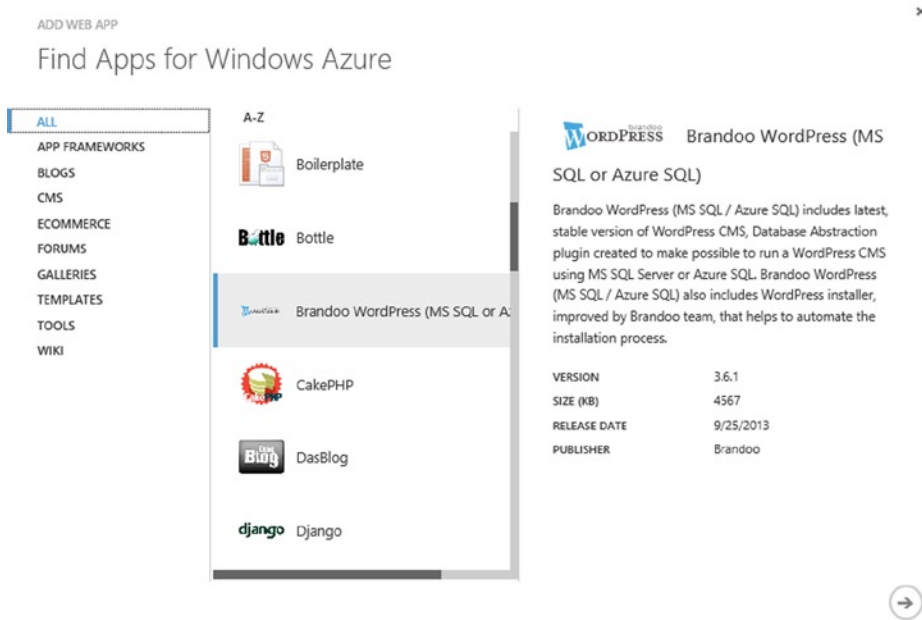 ADD WEB APP
Find Apps for Windows Azure
ALL
APP FRAMEWORKS
BLOGS
CMS
ECOMMERCE
FORUMS
GALLERIES
TEMPLATES
TOOLS
WIKI
A-Z
Boilerplate
Bottle Bottle
Brandoo WordPress (MS SQL or A
CakePHP
DasBlog
django Django
brandoo
WORDPRESS Brandoo WordPress (MS
SQL or Azure SQL)
Brandoo WordPress (MS SQL / Azure SQL) includes latest,
stable version of WordPress CMS, Database Abstraction
plugin created to make possible to run a WordPress CMS
using MS SQL Server or Azure SQL. Brandoo WordPress
(MS SQL / Azure SQL) also includes WordPress installer,
improved by Brandoo team, that helps to automate the
installation process.
VERSION 3.6.1
SIZE (KB) 4567
RELEASE DATE 9/25/2013
PUBLISHER Brandoo